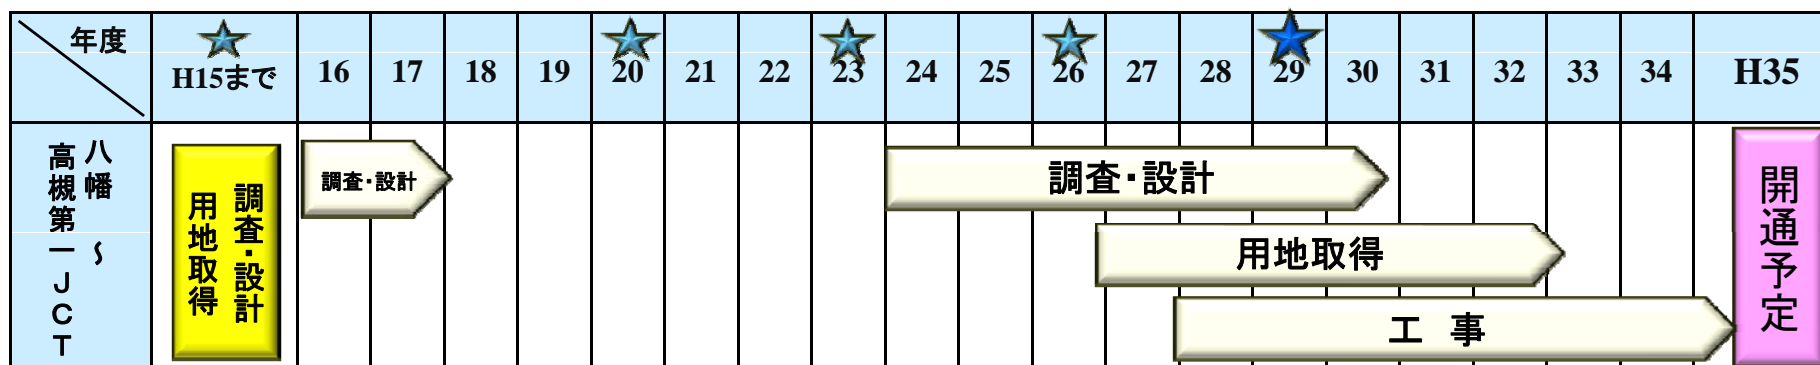 年度
H15まで 16 17 18 19 20 21 22 23 24 25 26 27 28 29 30 31 32 33 34 H35
八幡~
高槻第一JCT
調査・設計
用地取得
調査・設計
調査・設計
用地取得
工 事
開通予定